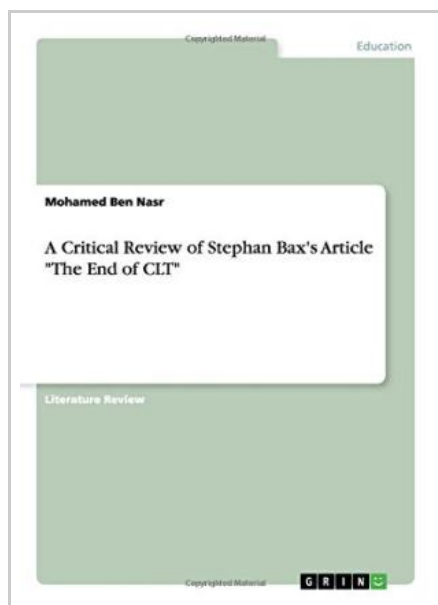 Copyrighted Material
Education
Mohamed Ben Nasr
A Critical Review of Stephan Bax's Article
"The End of CLT"
Literature Review
Copyrighted Material
GRIN